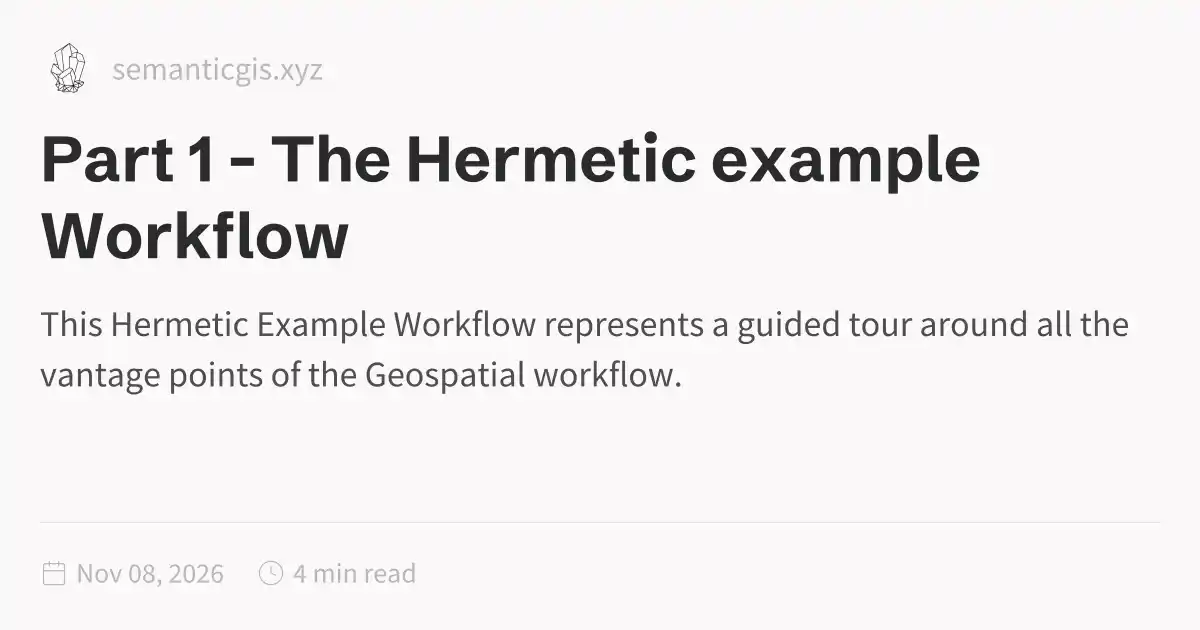 semanticgis.xyz
Part 1 - The Hermetic example
Workflow
This Hermetic Example Workflow represents a guided tour around all the
vantage points of the Geospatial workflow.
Nov 08, 2026 4 min read